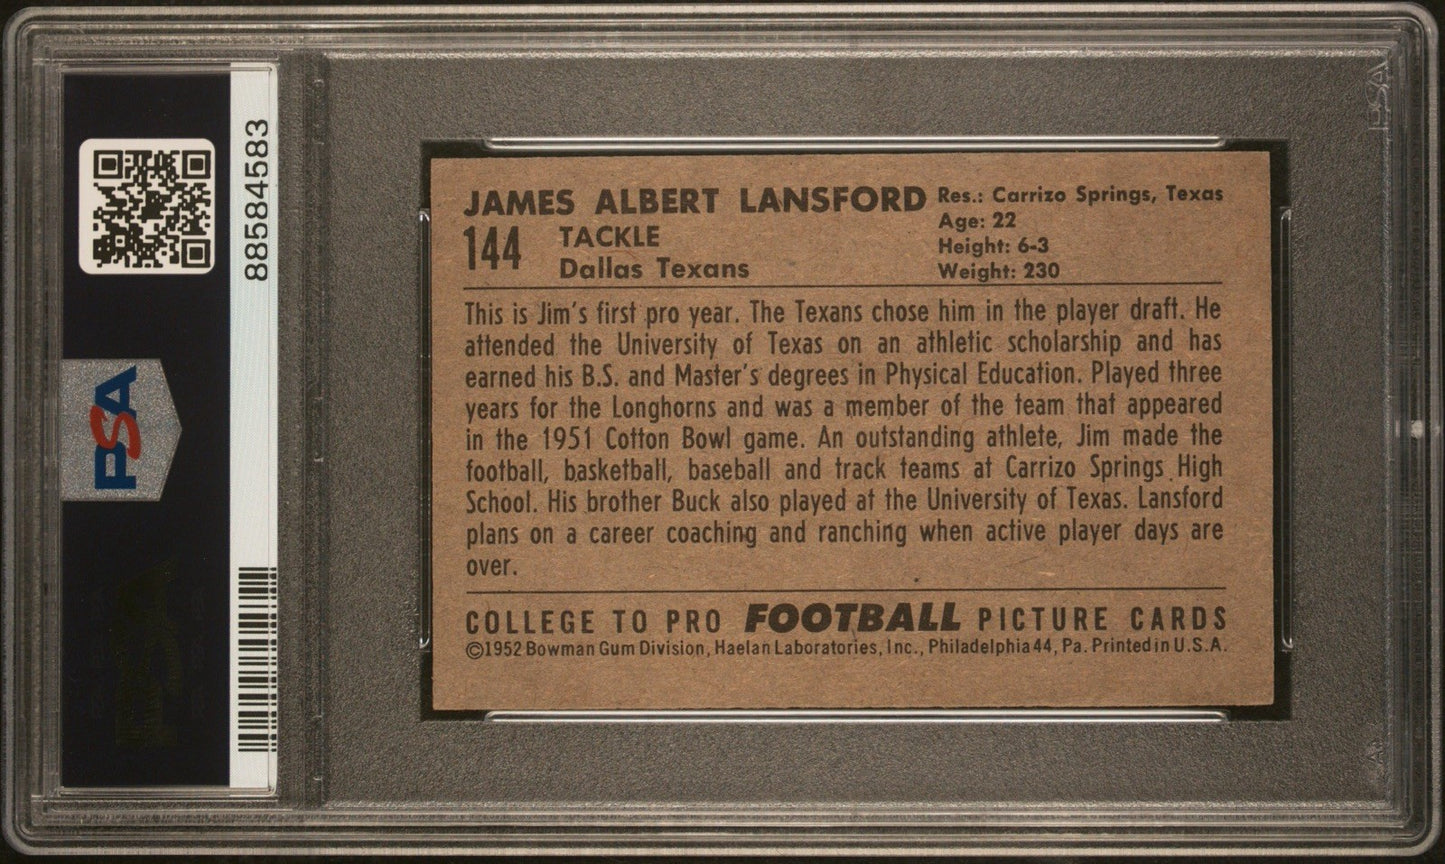 88584583
PSA
JAMES ALBERT LANSFORD
144
TACKLE
Dallas Texans
Res.: Carrizo Springs, Texas
Age: 22
Height: 6-3
Weight: 230
This is Jim's first pro year. The Texans chose him in the player draft. He
attended the University of Texas on an athletic scholarship and has
earned his B.S. and Master's degrees in Physical Education. Played three
years for the Longhorns and was a member of the team that appeared
in the 1951 Cotton Bowl game. An outstanding athlete, Jim made the
football, basketball, baseball and track teams at Carrizo Springs High
School. His brother Buck also played at the University of Texas. Lansford
plans on a career coaching and ranching when active player days are
over.
COLLEGE TO PRO FOOTBALL PICTURE CARDS
©1952 Bowman Gum Division, Haelan Laboratories, Inc., Philadelphia 44, Pa. Printed in U.S.A.
PSA